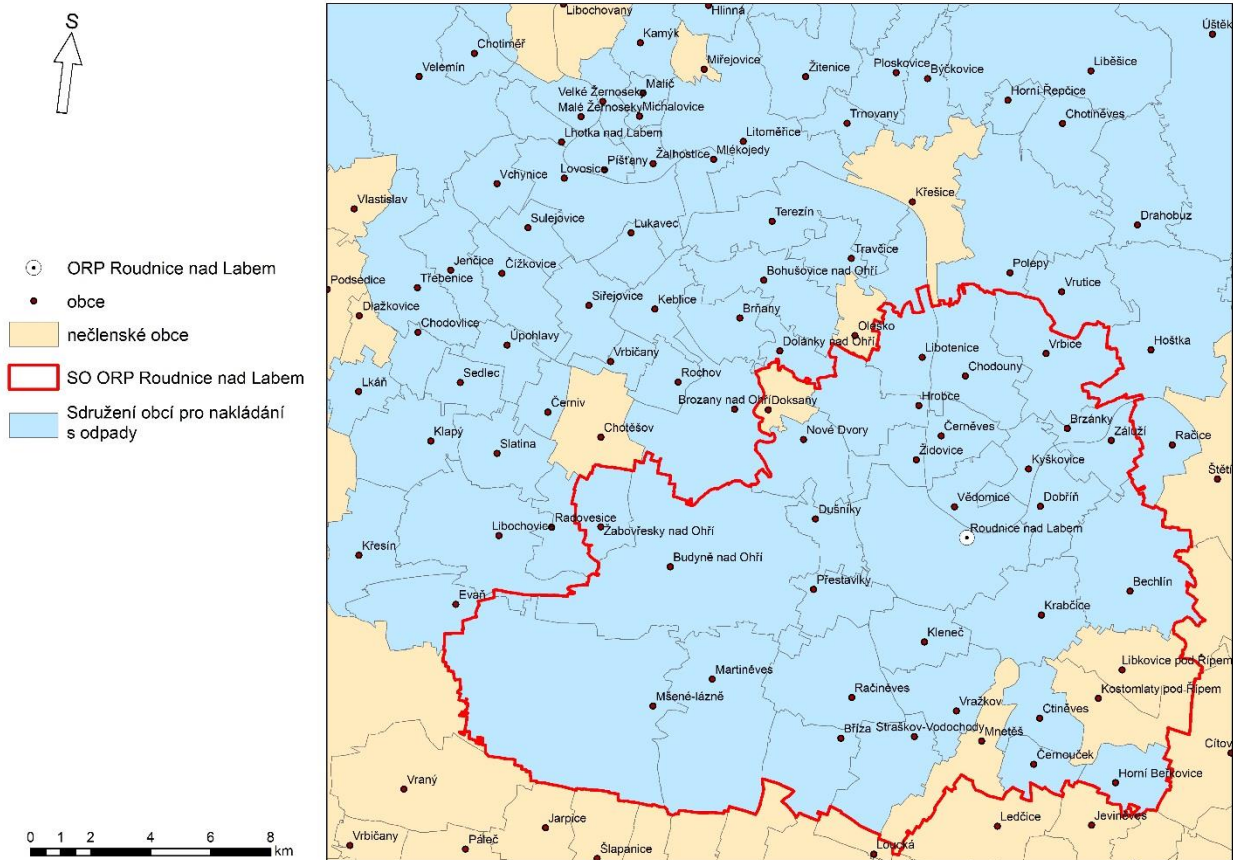 S
ORP Roudnice nad Labem
obce
nečlenské obce
SO ORP Roudnice nad Labem
Sdružení obcí pro nakládání
s odpady
0 1 2 4 6 8
km
Libochovany
Hlinná
Úštěk
Kamýk
Chotiměř
Miřejovice
Velemín
Žitenice
Ploskovice
Býčkovice
Liběšice
Malíč
Velké Žernoseky
Horní Řepčice
Malé Žernoseky
Michalovice
Trnovany
Chotiněves
Lhotka nad Labem
Litoměřice
Píšťany
Žalhostice
Mlékojedy
Lovosice
Vchynice
Vlastislav
Křešice
Sulejovice
Lukavec
Terezín
Drahobuz
Travčice
Jenčice
Čížkovice
Bohušovice nad Ohří
Polepy
Podsedice
Třebenice
Vrutice
Siřejovice
Keblice
Dlažkovice
Brňany
Chodovlice
Oleško
Úpohlavy
Dolánky nad Ohří
Libotenice
Vrbice
Hoštka
Vrbičany
Chodouny
Lkáň
Sedlec
Rochov
Brozany nad Ohří
Doksany
Hrobce
Černiv
Klapý
Chotěšov
Nové Dvory
Černěves
Brzánky
Záluží
Račice
Slatina
Židovice
Kyškovice
Štětí
Vědomice
Dobříň
Dušníky
Libochovice
Radovesice
Žabovřesky nad Ohří
Roudnice nad Labem
Křesín
Budyně nad Ohří
Přestavlky
Bechlín
Evaň
Krabčice
Kleneč
Libkovice pod Řípem
Martiněves
Račiněves
Kostomlaty pod Řípem
Mšené-lázně
Vražkov
Ctiněves
Bříza
Straškov-Vodochody
Mnetěš
Cítov
Černouček
Vraný
Horní Beřkovice
Jarpice
Ledčice
Jeviněves
Vrbičany
Páleč
Šlapanice
Loucká